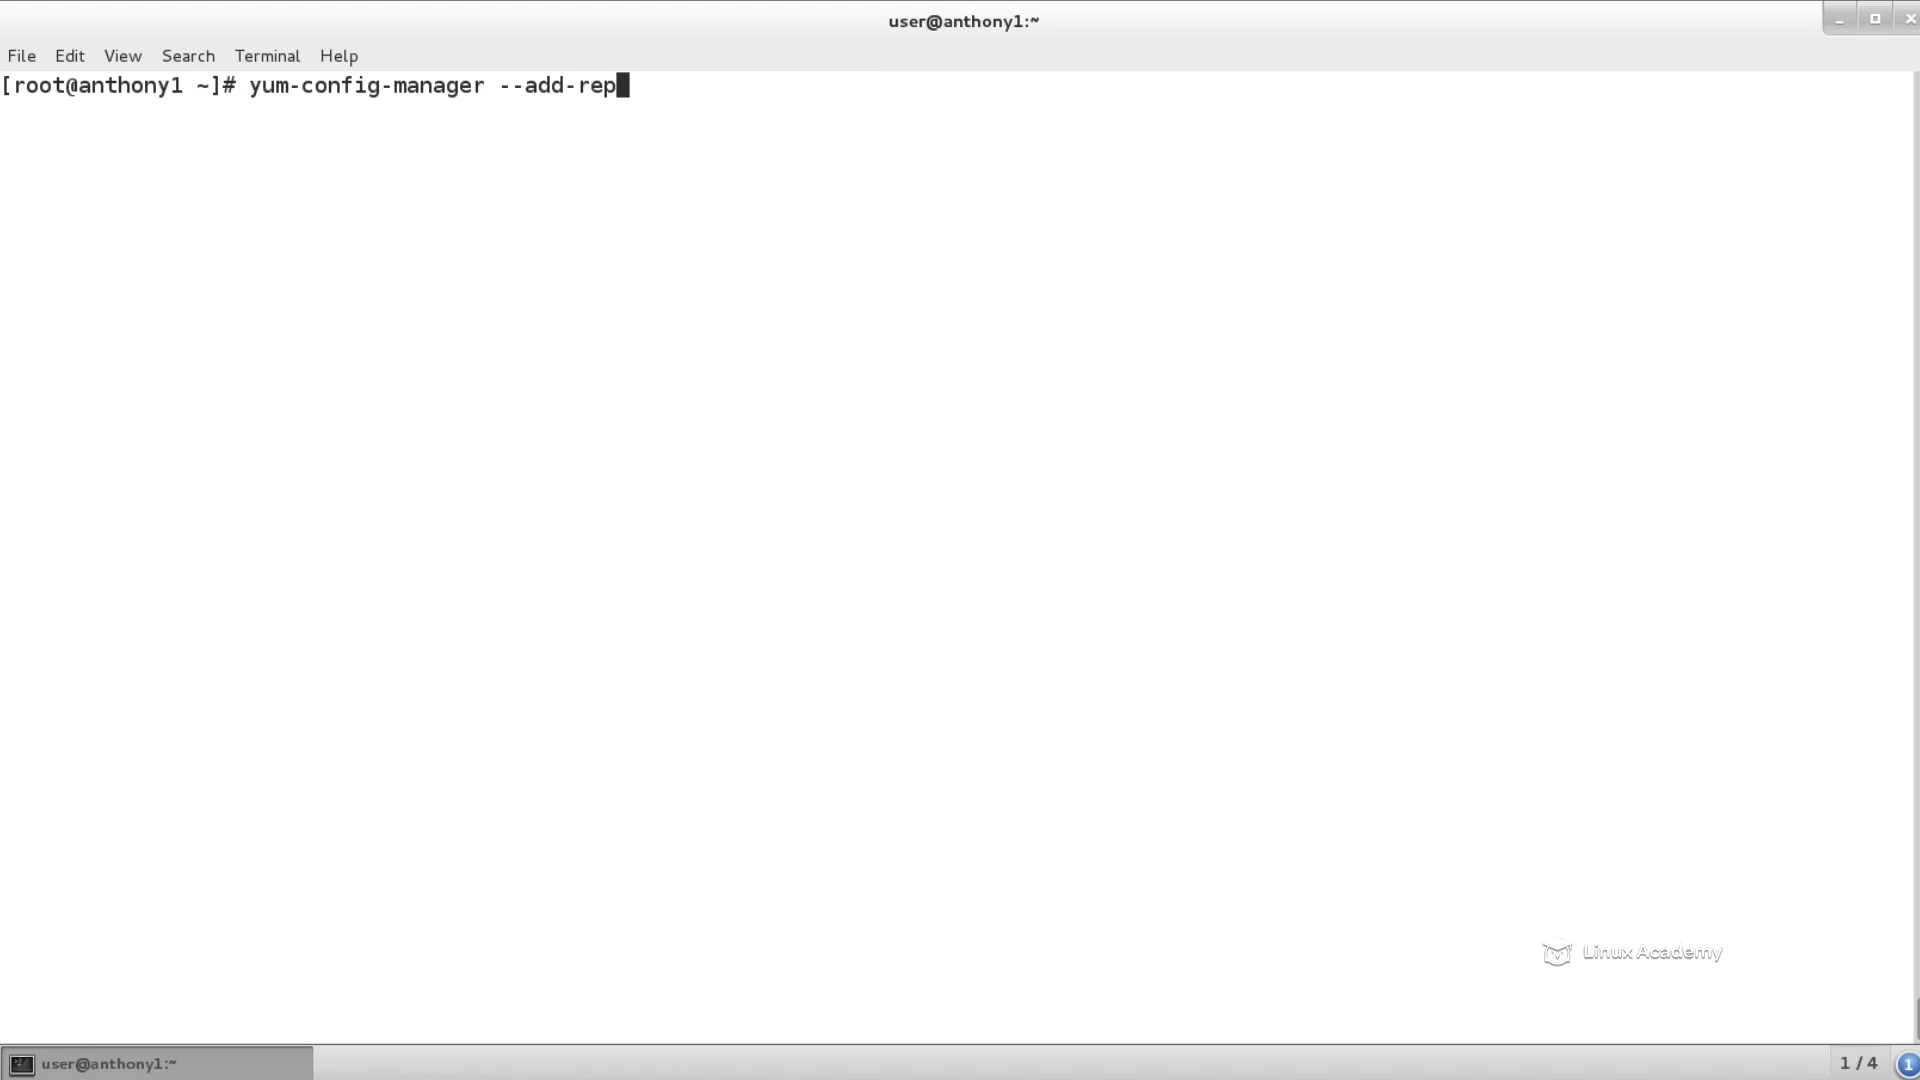 user@anthony1:~
File Edit View Search Terminal Help
[root@anthony1 ~]# yum-config-manager --add-rep
Linux Academy
user@anthony1:~
1 / 4
1